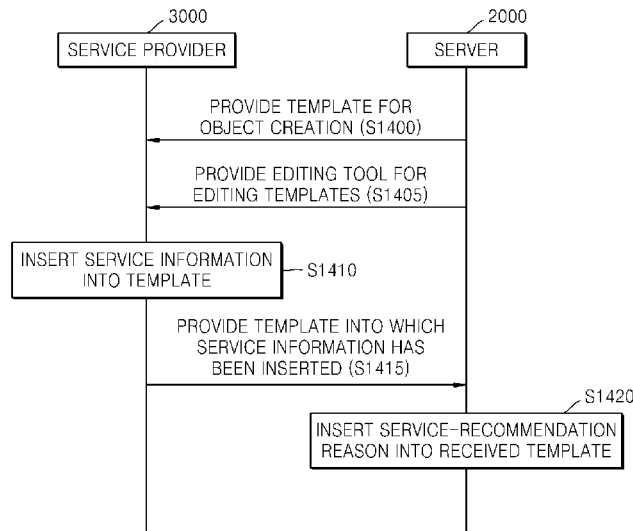 3000
2000
SERVICE PROVIDER
SERVER
PROVIDE TEMPLATE FOR
OBJECT CREATION (S1400)
PROVIDE EDITING TOOL FOR
EDITING TEMPLATES (S1405)
INSERT SERVICE INFORMATION
INTO TEMPLATE
S1410
PROVIDE TEMPLATE INTO WHICH
SERVICE INFORMATION HAS
BEEN INSERTED (S1415)
S1420
INSERT SERVICE-RECOMMENDATION
REASON INTO RECEIVED TEMPLATE